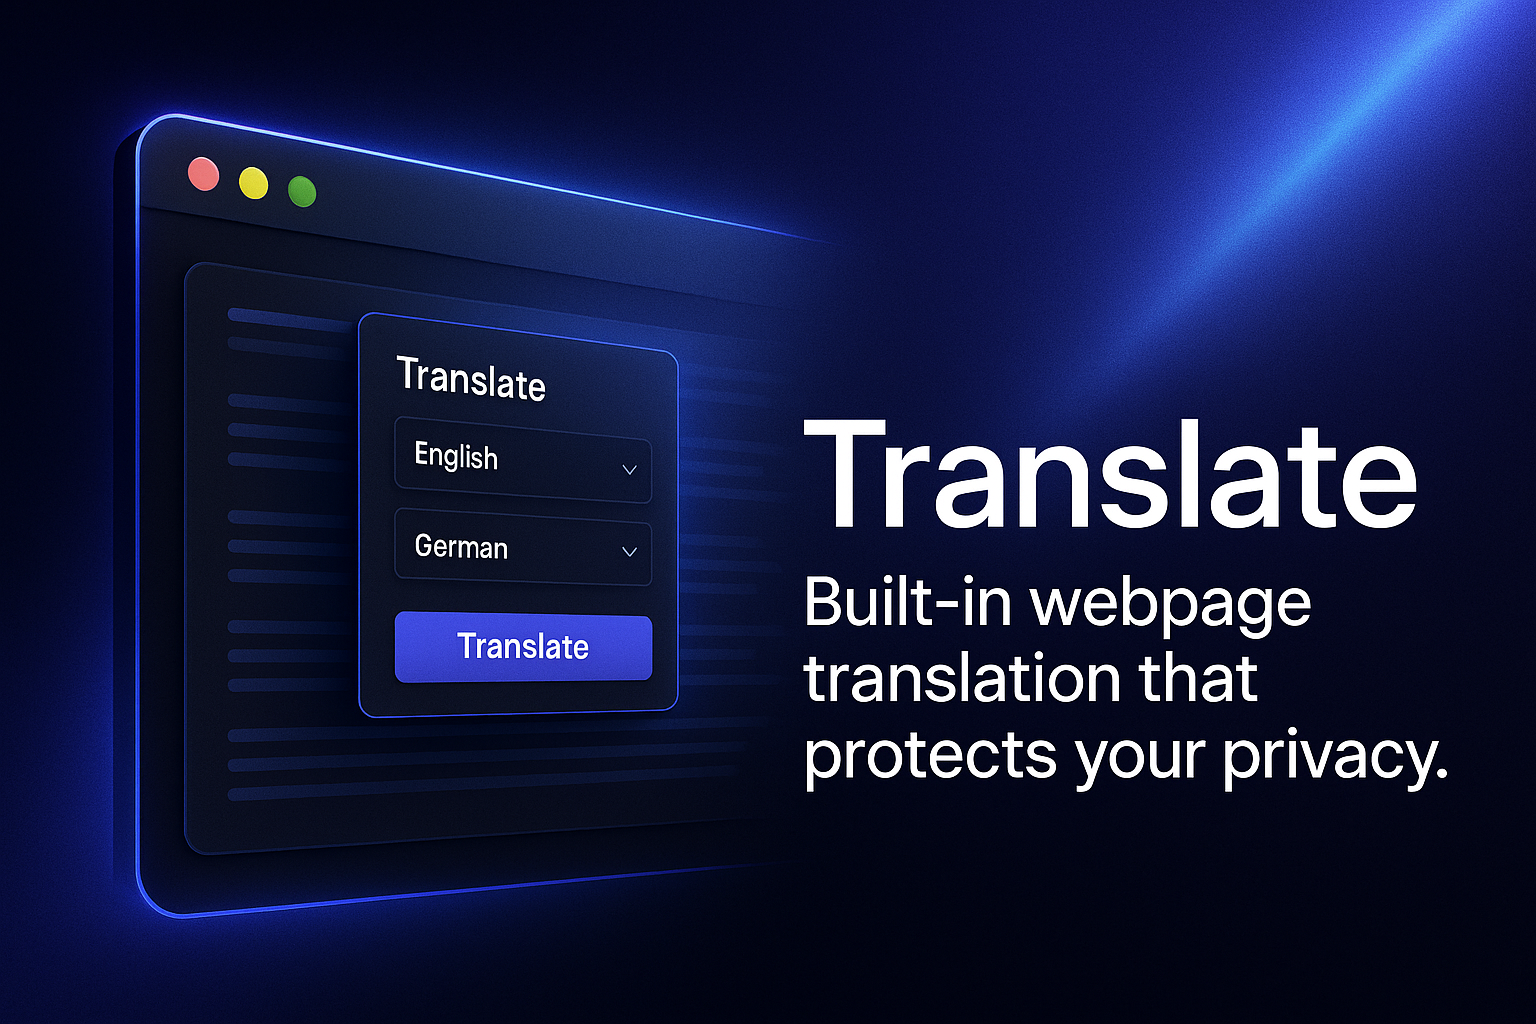 Translate
English
German
Translate
Translate
Built-in webpage
translation that
protects your privacy.